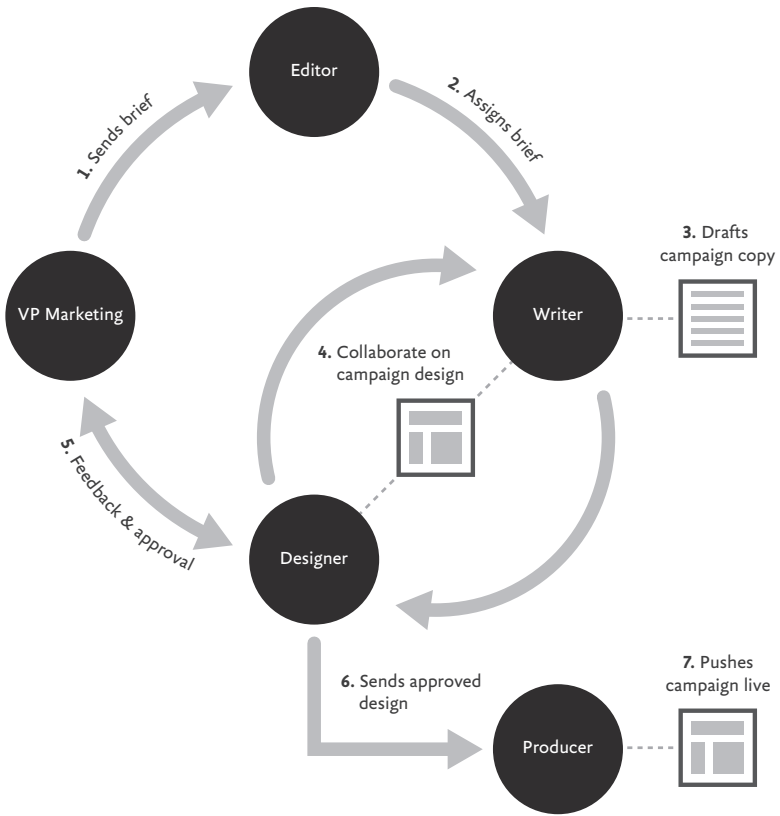 Editor
1. Sends brief
2. Assigns brief
3. Drafts
campaign copy
VP Marketing
Writer
4. Collaborate on
campaign design
5. Feedback & approval
Designer
6. Sends approved
design
7. Pushes
campaign live
Producer